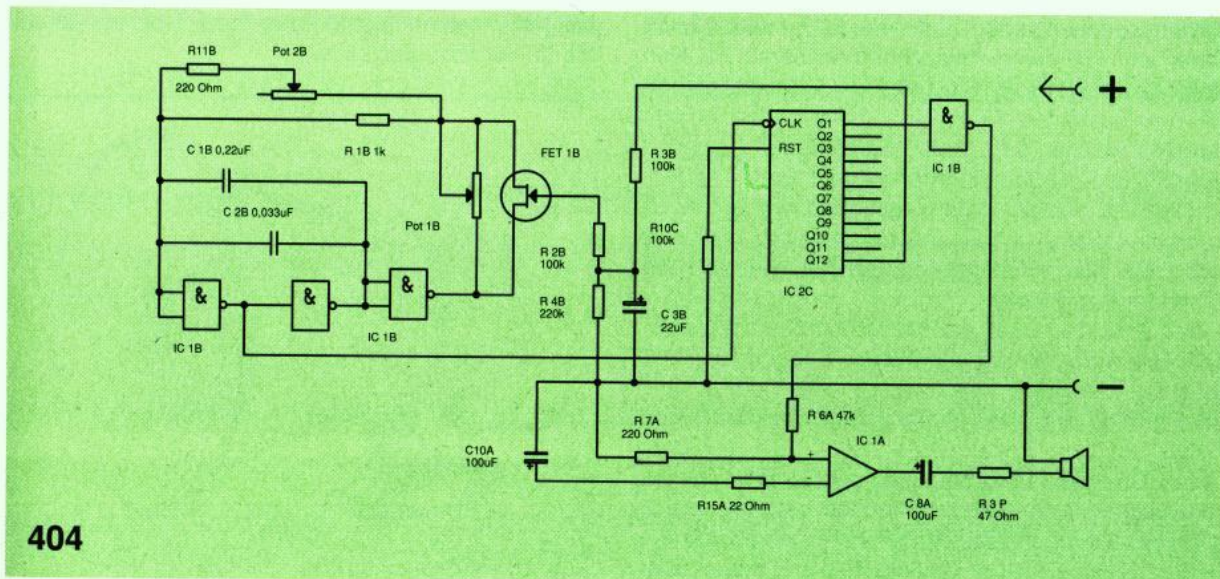 R11B
Pot 2B
220 Ohm
R 1B 1k
C 1B 0,22uF
C 2B 0,033uF
Pot 1B
FET 1B
R 3B
100k
R 2B
100k
R 4B
220k
R10C
100k
C 3B
22uF
&
&
&
IC 1B
IC 1B
CLK
RST
Q1
Q2
Q3
Q4
Q5
Q6
Q7
Q8
Q9
Q10
Q11
Q12
IC 2C
&
IC 1B
+
−
C10A
100uF
+
R 7A
220 Ohm
R15A 22 Ohm
R 6A 47k
IC 1A
+
+
C 8A
100uF
R 3 P
47 Ohm
+
404